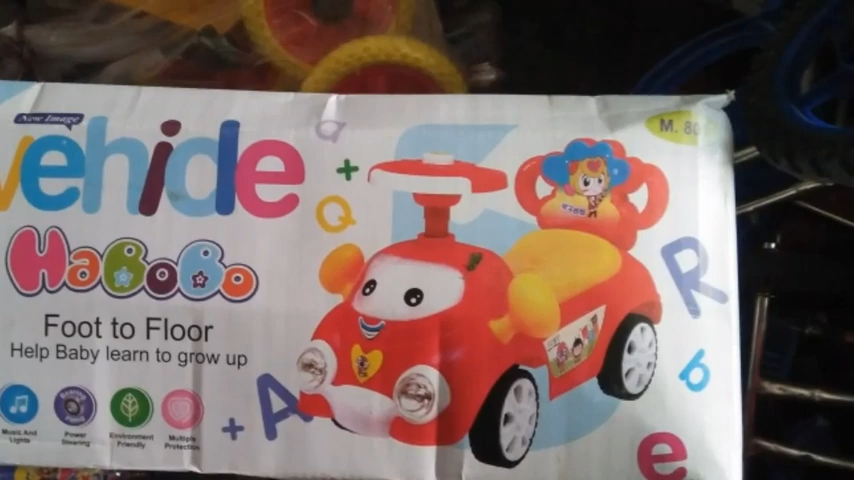 New Image
vehide
HaBoBo
Foot to Floor
Help Baby learn to grow up
Music And
Lights
Power
Steering
Environment
Friendly
Multiple
Protection
M. 80
a
Q
R
6
A
e